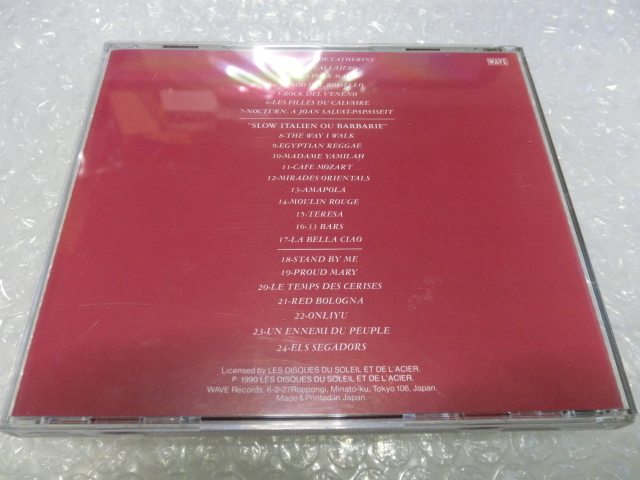 WAVE
CATHERINE
6-LES FILLES DU CALVAIRE
7-NOCTURN, A JOAN SALVAT-PAPASSEIT
"SLOW ITALIEN OU BARBARIE"
8-THE WAY I WALK
9-EGYPTIAN REGGAE
10-MADAME YAMILAH
11-CAFE MOZART
12-MIRADES ORIENTALS
13-AMAPOLA
14-MOULIN ROUGE
15-TERESA
16-33 BARS
17-LA BELLA CIAO
18-STAND BY ME
19-PROUD MARY
20-LE TEMPS DES CERISES
21-RED BOLOGNA
22-ONLIYU
23-UN ENNEMI DU PEUPLE
24-ELS SEGADORS
Licensed by LES DISQUES DU SOLEIL ET DE L'ACIER.
℗ 1990 LES DISQUES DU SOLEIL ET DE L'ACIER.
WAVE Records, 6-2-27Roppongi, Minato-ku, Tokyo 106, Japan.
Made & Printed in Japan.